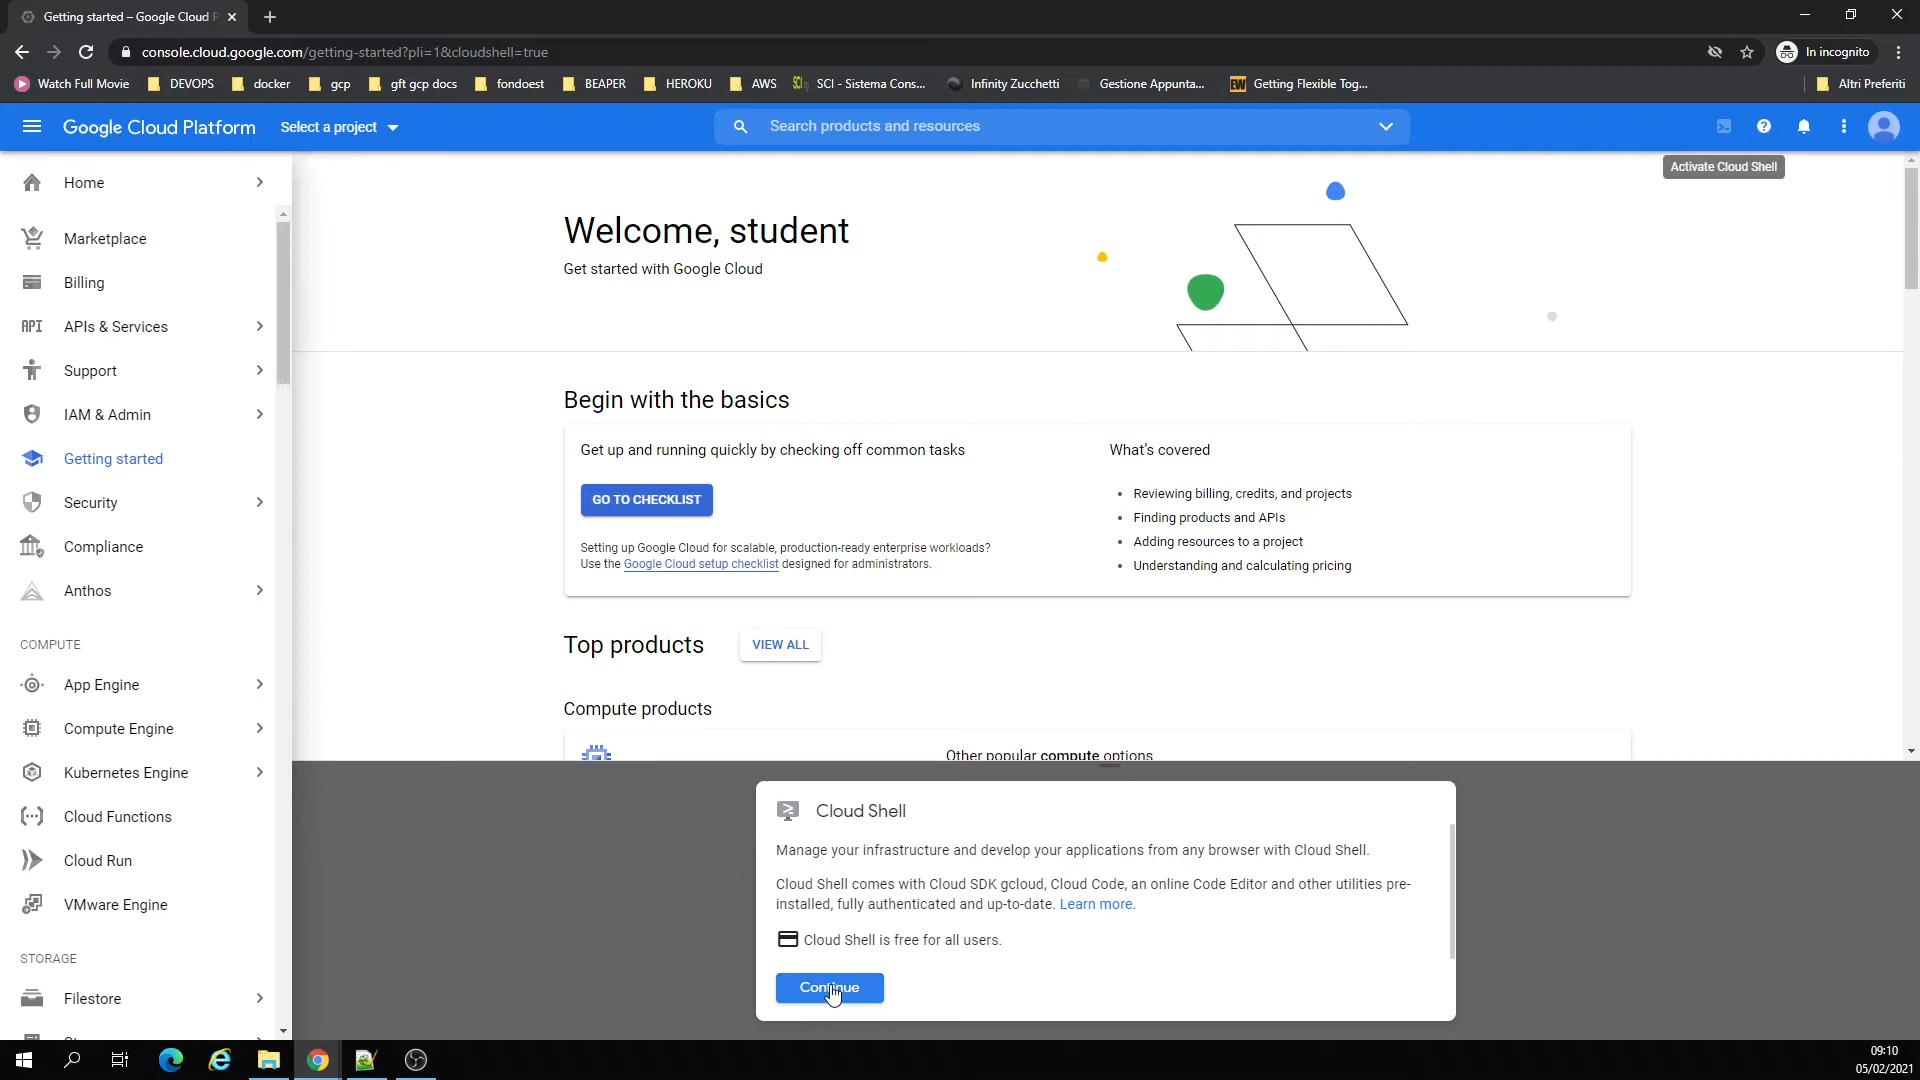 Getting started – Google Cloud P
console.cloud.google.com/getting-started?pli=1&cloudshell=true
In incognito
Watch Full Movie
DEVOPS
docker
gcp
gft gcp docs
fondoest
BEAPER
HEROKU
AWS
SCI - Sistema Cons...
Infinity Zucchetti
Gestione Appunta...
Getting Flexible Tog...
Altri Preferiti
Google Cloud Platform
Select a project
Search products and resources
Activate Cloud Shell
Home
Marketplace
Billing
API
APIs & Services
Support
IAM & Admin
Getting started
Security
Compliance
Anthos
COMPUTE
App Engine
Compute Engine
Kubernetes Engine
Cloud Functions
Cloud Run
VMware Engine
STORAGE
Filestore
Welcome, student
Get started with Google Cloud
Begin with the basics
Get up and running quickly by checking off common tasks
GO TO CHECKLIST
Setting up Google Cloud for scalable, production-ready enterprise workloads?
Use the Google Cloud setup checklist designed for administrators.
What's covered
• Reviewing billing, credits, and projects
• Finding products and APIs
• Adding resources to a project
• Understanding and calculating pricing
Top products
VIEW ALL
Compute products
Other popular compute options
Cloud Shell
Manage your infrastructure and develop your applications from any browser with Cloud Shell.
Cloud Shell comes with Cloud SDK gcloud, Cloud Code, an online Code Editor and other utilities pre-
installed, fully authenticated and up-to-date. Learn more.
Cloud Shell is free for all users.
Continue
09:10
05/02/2021